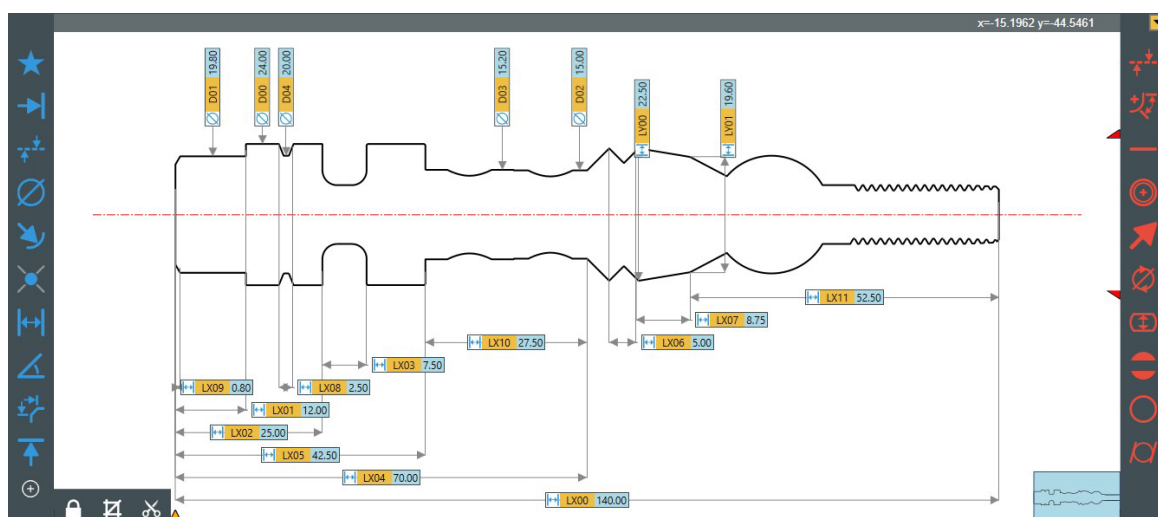 x=-15.1962 y=-44.5461
D01 19.80
D00 24.00
D04 20.00
D03 15.20
D02 15.00
LY00 22.50
LY01 19.60
LX11 52.50
LX07 8.75
LX10 27.50
LX06 5.00
LX03 7.50
LX09 0.80
LX08 2.50
LX01 12.00
LX02 25.00
LX05 42.50
LX04 70.00
LX00 140.00